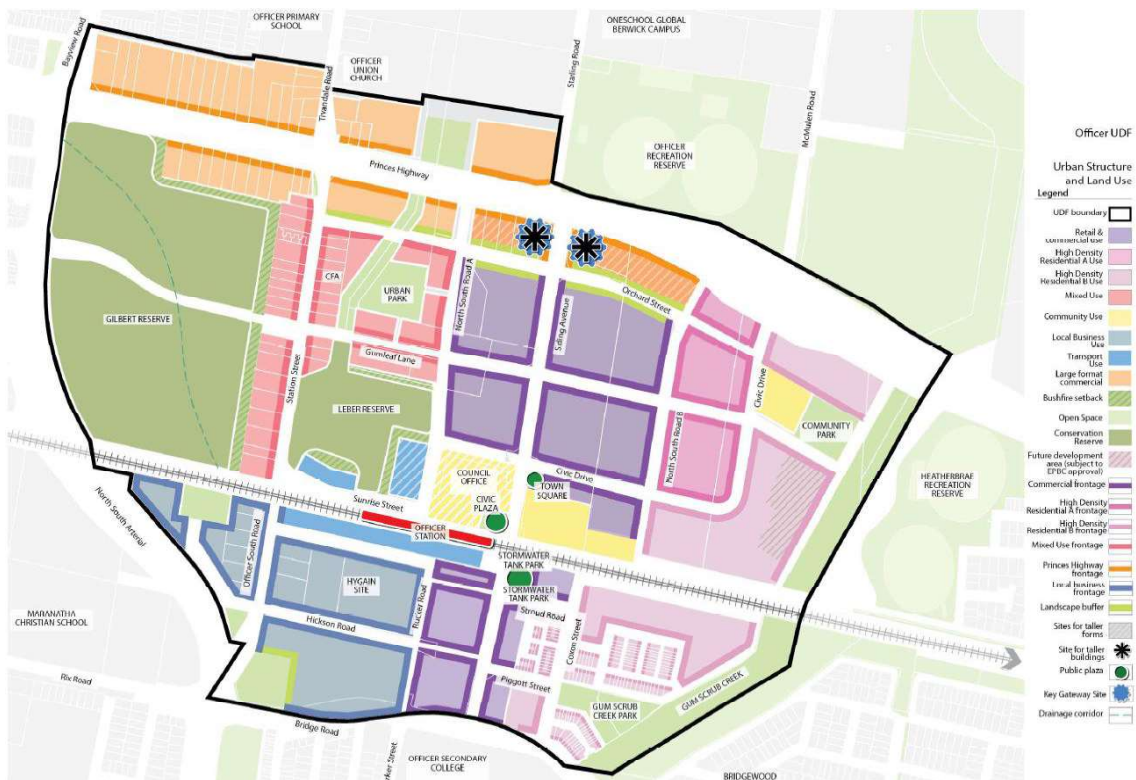 OFFICER PRIMARY
SCHOOL
ONESCHOOL GLOBAL
BERWICK CAMPUS
Bayview Road
Tivendale Road
OFFICER
UNION
CHURCH
Starling Road
McMullen Road
OFFICER
RECREATION
RESERVE
Princes Highway
CFA
URBAN
PARK
North South Road A
Siding Avenue
Orchard Street
GILBERT RESERVE
Station Street
Gumleaf Lane
Civic Drive
COMMUNITY
PARK
LEBER RESERVE
North South Road B
HEATHERBRAE
RECREATION
RESERVE
COUNCIL
OFFICE
Civic Drive
TOWN
SQUARE
CIVIC
PLAZA
Sunrise Street
OFFICER
STATION
North South Arterial
Officer South Road
STORMWATER
TANK PARK
STORMWATER
TANK PARK
HYGAIN
SITE
Rucier Road
Stroud Road
Coxon Street
MARANATHA
CHRISTIAN SCHOOL
Hickson Road
Piggott Street
GUM SCRUB CREEK
GUM SCRUB
CREEK PARK
Rix Road
Bridge Road
rker Street
OFFICER SECONDARY
COLLEGE
BRIDGEWOOD
Officer UDF
Urban Structure
and Land Use
Legend
UDF boundary
Retail &
commercial use
High Density
Residential A Use
High Density
Residential B Use
Mixed Use
Community Use
Local Business
Use
Transport
Use
Large format
commercial
Bushfire setback
Open Space
Conservation
Reserve
Future development
area (subject to
EPBC approval)
Commercial frontage
High Density
Residential A frontage
High Density
Residential B frontage
Mixed Use frontage
Princes Highway
frontage
Local business
frontage
Landscape buffer
Sites for taller
forms
Site for taller
buildings
Public plaza
Key Gateway Site
Drainage corridor